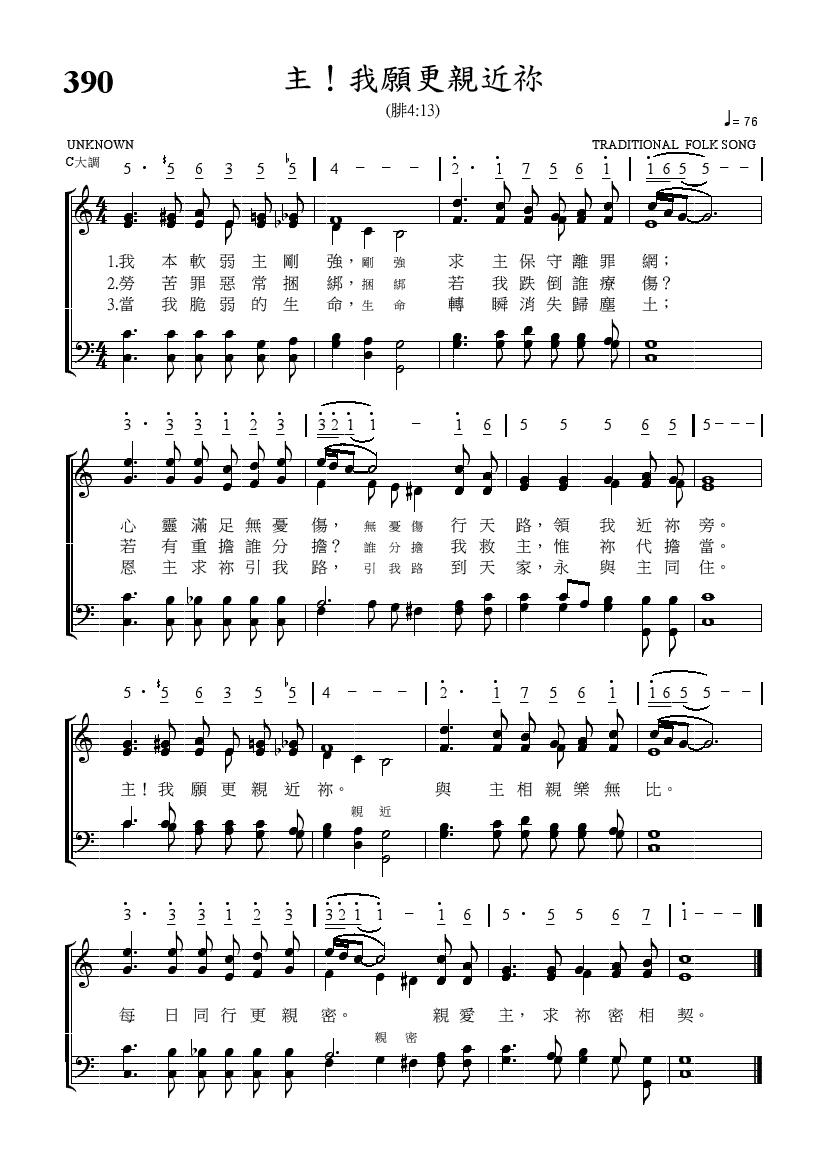 390
主！我願更親近祢
(腓4:13)
♩= 76
UNKNOWN
TRADITIONAL FOLK SONG
C大調
5· ♯5 6 3 5 ♭5 | 4 - - - | 2· 1 7 5 6 1 | 1 6 5 5 - -
1.我本軟弱主剛強，剛強 求主保守離罪網；
2.勞苦罪惡常捆綁，捆綁 若我跌倒誰療傷？
3.當我脆弱的生命，生命 轉瞬消失歸塵土；
3· 3 3 1 2 3 | 3 2 1 1 - 1 6 | 5 5 5 6 5 | 5 - - - |
心靈滿足無憂傷，無憂傷 行天路，領我近祢旁。
若有重擔誰分擔？誰分擔 我救主，惟祢代擔當。
恩主求祢引我路，引我路 到天家，永與主同住。
5· ♯5 6 3 5 ♭5 | 4 - - - | 2· 1 7 5 6 1 | 1 6 5 5 - - |
主！我願更親近祢。 與主相親樂無比。
親近
3· 3 3 1 2 3 | 3 2 1 1 - 1 6 | 5· 5 5 6 7 | 1 - - -
每日同行更親密。 親愛主，求祢密相契。
親密